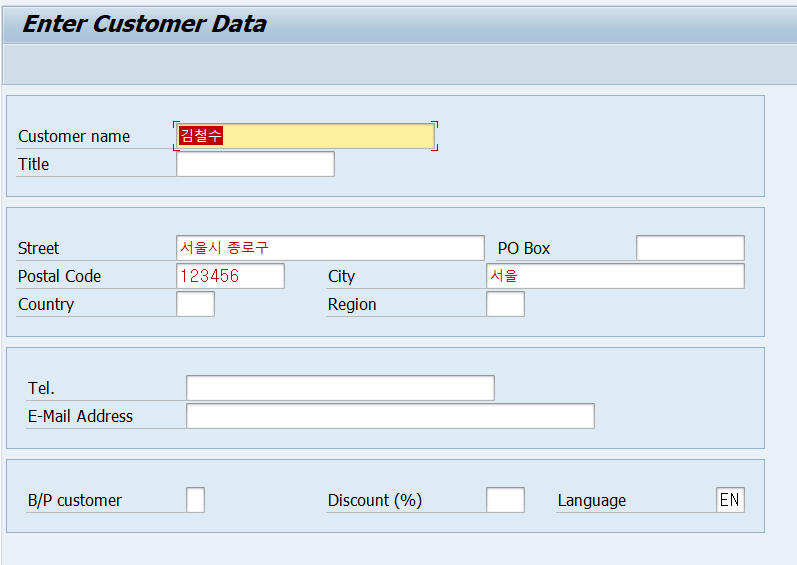 Enter Customer Data
Customer name 김철수
Title
Street 서울시 종로구 PO Box
Postal Code 123456 City 서울
Country Region
Tel.
E-Mail Address
B/P customer Discount (%) Language EN